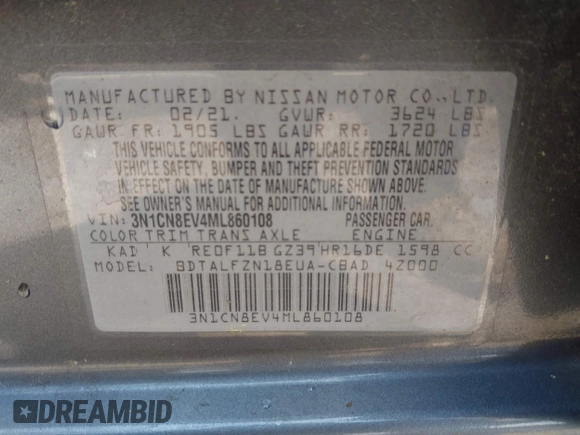 MANUFACTURED BY NISSAN MOTOR CO., LTD.
DATE: 02/21. GVWR: 3624 LBS
GAWR FR: 1905 LBS GAWR RR: 1720 LBS
THIS VEHICLE CONFORMS TO ALL APPLICABLE FEDERAL MOTOR
VEHICLE SAFETY, BUMPER AND THEFT PREVENTION STANDARDS
IN EFFECT ON THE DATE OF MANUFACTURE SHOWN ABOVE.
SEE OWNER'S MANUAL FOR ADDITIONAL INFORMATION.
VIN: 3N1CN8EV4ML860108 PASSENGER CAR.
COLOR TRIM TRANS AXLE ENGINE
KAD K RE0F11B GZ39 HR16DE 1598 CC
MODEL: BDTALFZN18EUA-CBAD 42000
3N1CN8EV4ML860108
DREAMBID